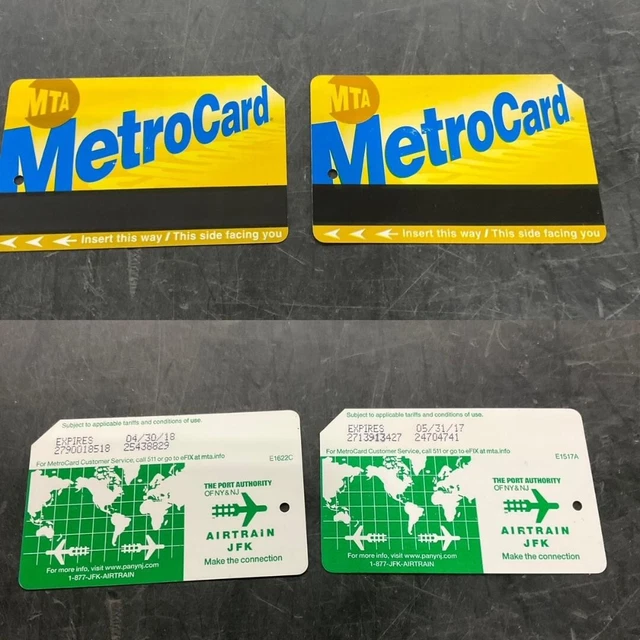 MTA
MetroCard
Insert this way / This side facing you
MTA
MetroCard
Insert this way / This side facing you
Subject to applicable tariffs and conditions of use.
EXPIRES 04/30/18
2790018518 25438829
For MetroCard Customer Service, call 511 or go to eFIX at mta.info
E1622C
THE PORT AUTHORITY
OF NY & NJ
AIRTRAIN
JFK
Make the connection
For more info, visit www.panynj.com
1-877-JFK-AIRTRAIN
Subject to applicable tariffs and conditions of use.
EXPIRES 05/31/17
2713913427 24704741
For MetroCard Customer Service, call 511 or go to eFIX at mta.info
E1517A
THE PORT AUTHORITY
OF NY & NJ
AIRTRAIN
JFK
Make the connection
For more info, visit www.panynj.com
1-877-JFK-AIRTRAIN